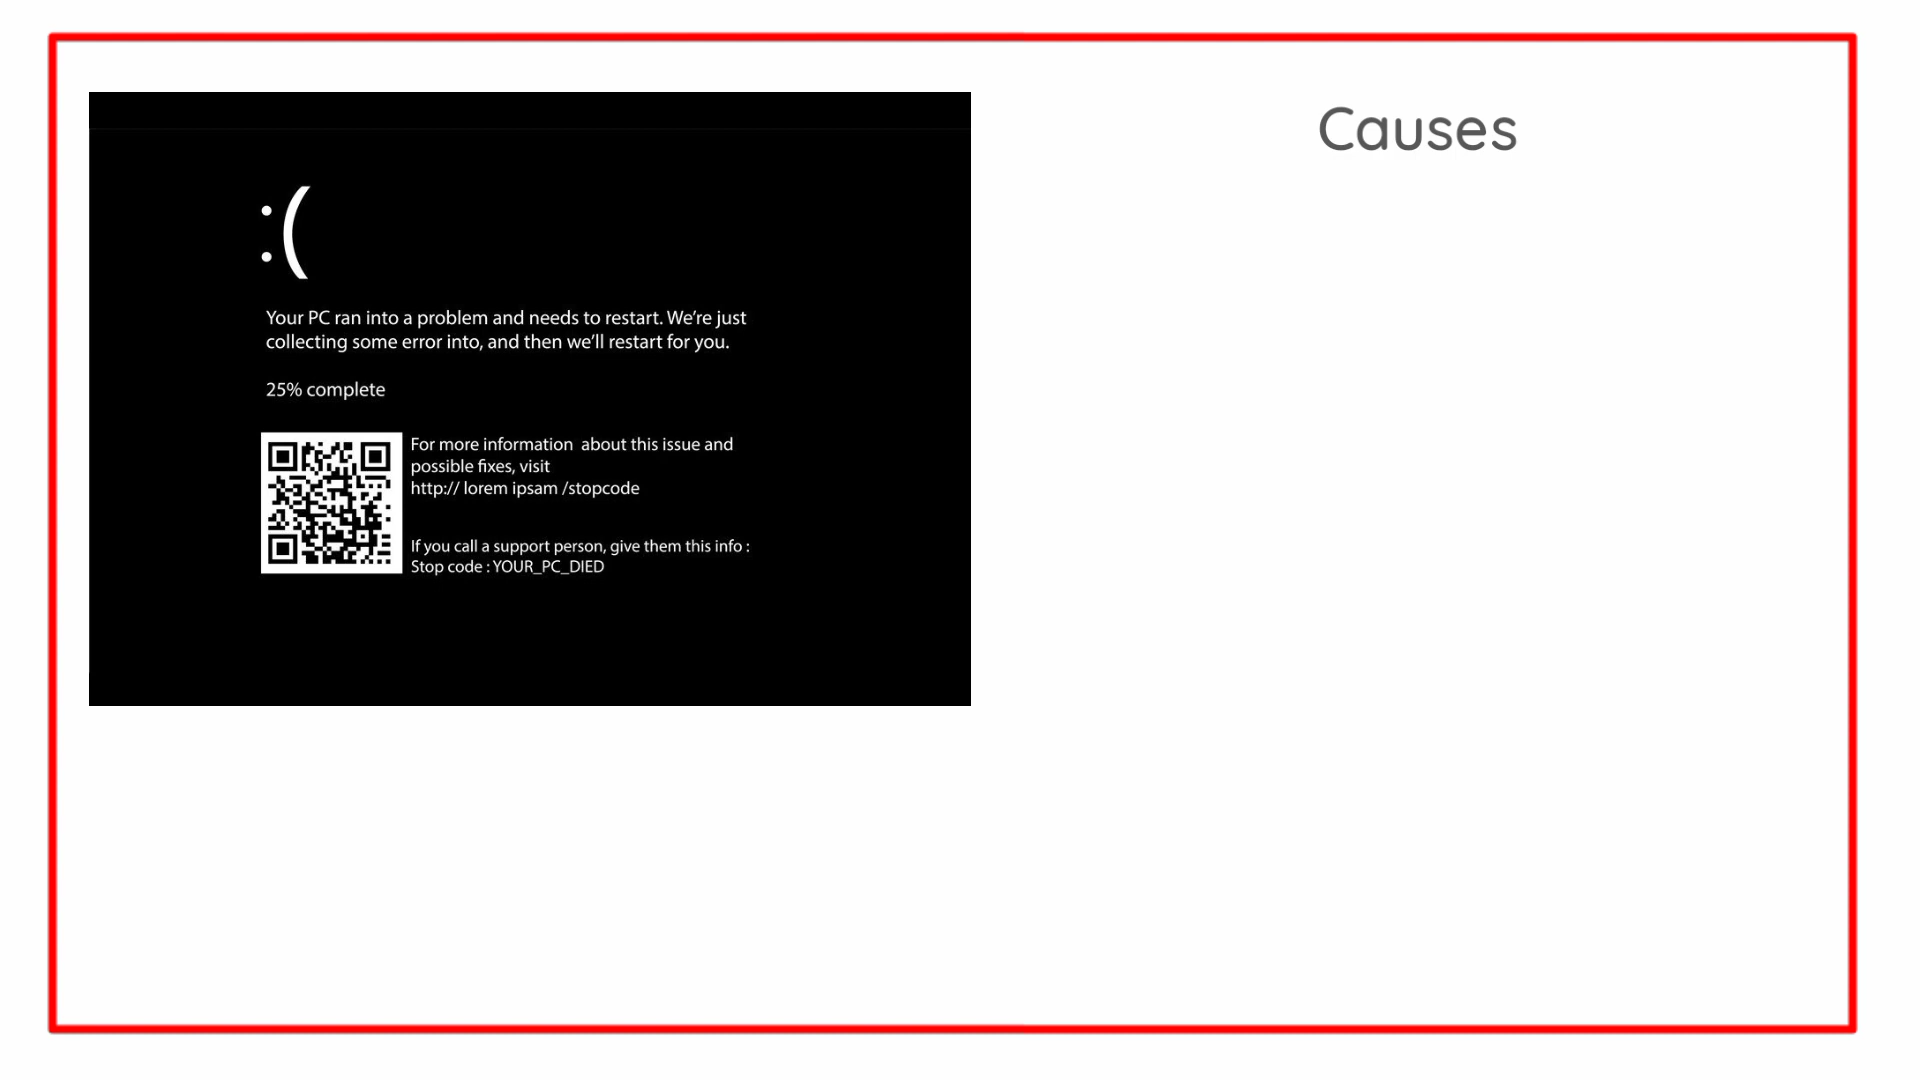 Causes
:(
Your PC ran into a problem and needs to restart. We’re just
collecting some error into, and then we’ll restart for you.
25% complete
For more information  about this issue and
possible fixes, visit
http:// lorem ipsam /stopcode
If you call a support person, give them this info :
Stop code : YOUR_PC_DIED